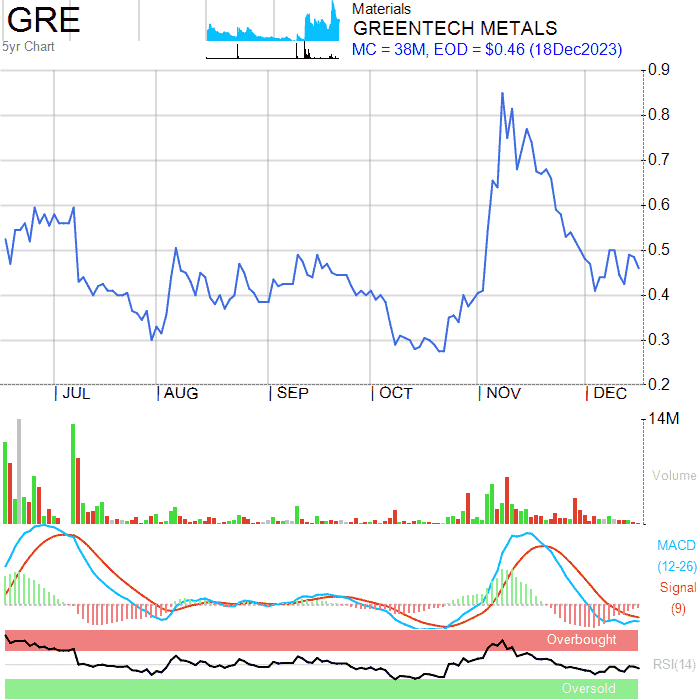 GRE
5yr Chart
Materials
GREENTECH METALS
MC = 38M, EOD = $0.46 (18Dec2023)
0.9
0.8
0.7
0.6
0.5
0.4
0.3
0.2
JUL AUG SEP OCT NOV DEC
14M
Volume
MACD
(12-26)
Signal
(9)
Overbought
RSI(14)
Oversold